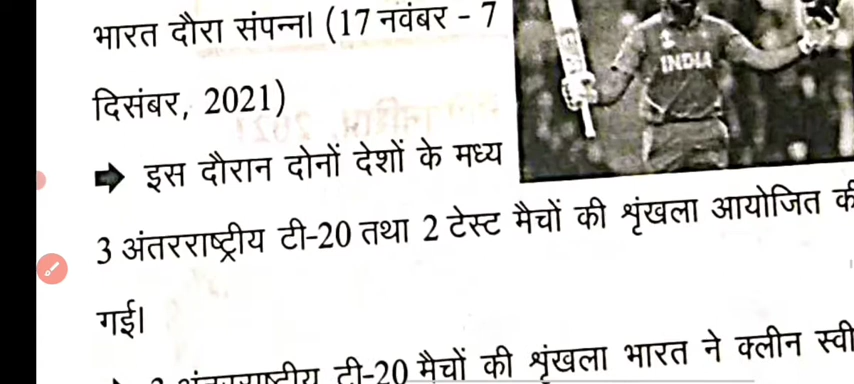 भारत दौरा संपन्न। (17 नवंबर - 7
दिसंबर, 2021)
➡ इस दौरान दोनों देशों के मध्य
3 अंतरराष्ट्रीय टी-20 तथा 2 टेस्ट मैचों की शृंखला आयोजित की
गई।
टी-20 मैचों की शृंखला भारत ने क्लीन स्वी
INDIA